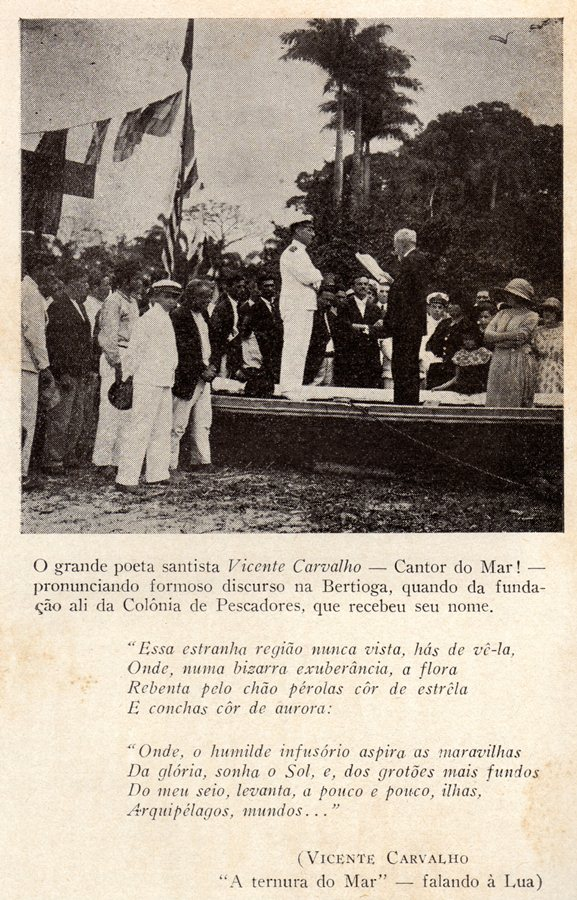 O grande poeta santista Vicente Carvalho — Cantor do Mar! —
pronunciando formoso discurso na Bertioga, quando da funda-
ção ali da Colônia de Pescadores, que recebeu seu nome.
"Essa estranha região nunca vista, hás de vê-la,
Onde, numa bizarra exuberância, a flora
Rebenta pelo chão pérolas côr de estrêla
E conchas côr de aurora:
"Onde, o humilde infusório aspira as maravilhas
Da glória, sonha o Sol, e, dos grotões mais fundos
Do meu seio, levanta, a pouco e pouco, ilhas,
Arquipélagos, mundos..."
(VICENTE CARVALHO
"A ternura do Mar" — falando à Lua)